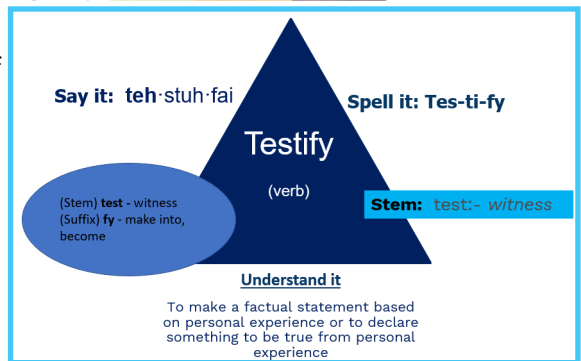 Say it: teh·stuh·fai
Spell it: Tes-ti-fy
Testify
(verb)
(Stem) test - witness
(Suffix) fy - make into,
become
Stem: test:- witness
Understand it
To make a factual statement based
on personal experience or to declare
something to be true from personal
experience